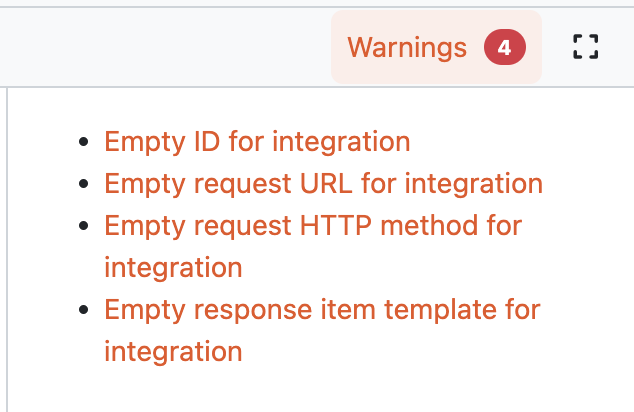 Warnings 4
Empty ID for integration
Empty request URL for integration
Empty request HTTP method for
integration
Empty response item template for
integration